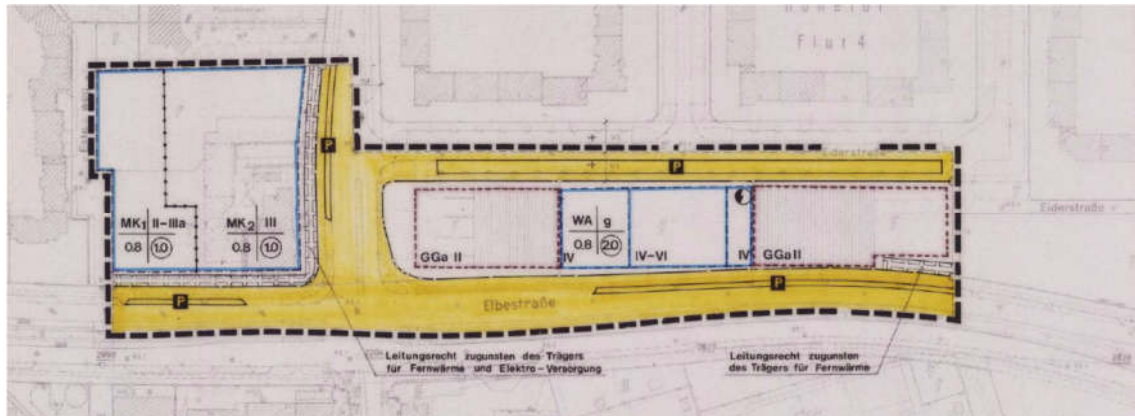 Flut 4
P
P
Eiderstraße
Eiderstraße
MK1 II-IIIa
0.8 1.0
MK2 III
0.8 1.0
WA g
0.8 2.0
GGa II
IV
IV-VI
IV
GGa II
P
P
Elbestraße
Leitungsrecht zugunsten des Trägers
für Fernwärme und Elektro-Versorgung
Leitungsrecht zugunsten
des Trägers für Fernwärme